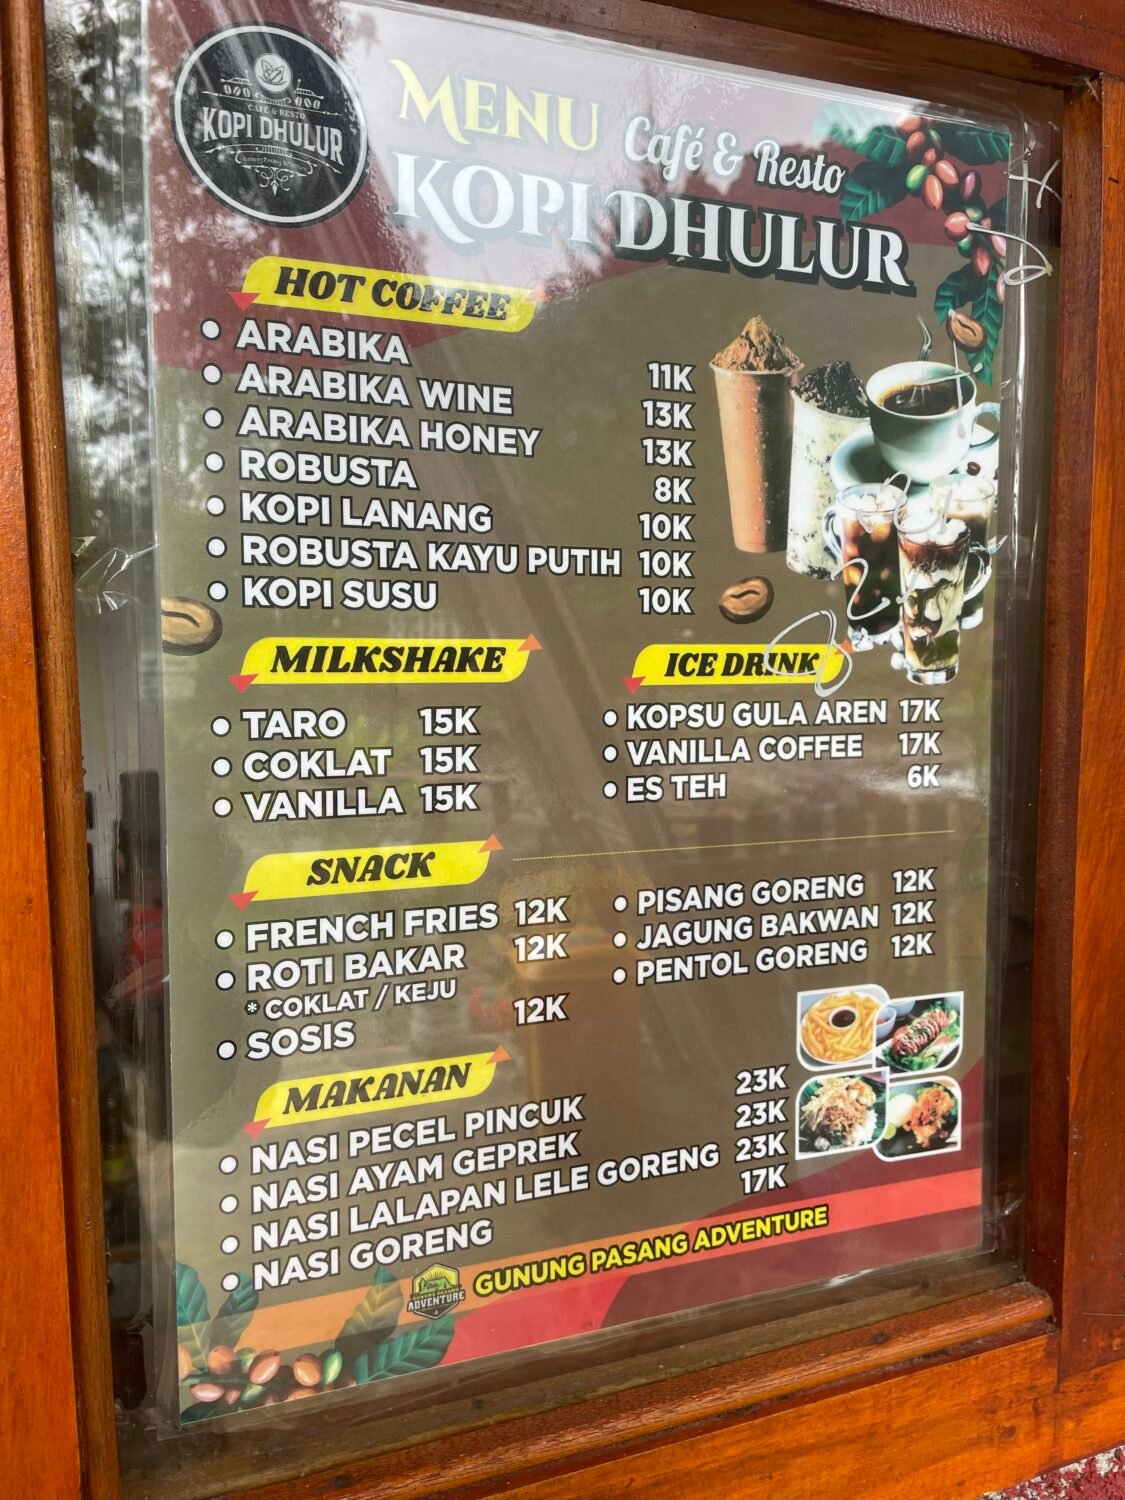 CAFÉ & RESTO
KOPI DHULUR
MENU
Café & Resto
KOPI DHULUR
HOT COFFEE
ARABIKA 11K
ARABIKA WINE 13K
ARABIKA HONEY 13K
ROBUSTA 8K
KOPI LANANG 10K
ROBUSTA KAYU PUTIH 10K
KOPI SUSU 10K
MILKSHAKE
TARO 15K
COKLAT 15K
VANILLA 15K
ICE DRINK
KOPSU GULA AREN 17K
VANILLA COFFEE 17K
ES TEH 6K
SNACK
FRENCH FRIES 12K
ROTI BAKAR 12K
* COKLAT / KEJU
SOSIS 12K
PISANG GORENG 12K
JAGUNG BAKWAN 12K
PENTOL GORENG 12K
MAKANAN
NASI PECEL PINCUK 23K
NASI AYAM GEPREK 23K
NASI LALAPAN LELE GORENG 23K
NASI GORENG 17K
GUNUNG PASANG
ADVENTURE
GUNUNG PASANG ADVENTURE